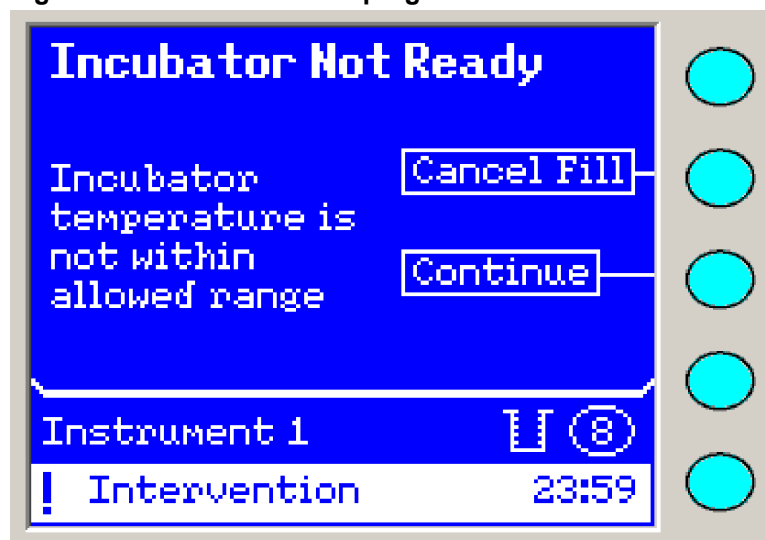 Incubator Not Ready
Incubator
temperature is
not within
allowed range
Cancel Fill
Continue
Instrument 1
8
! Intervention 23:59